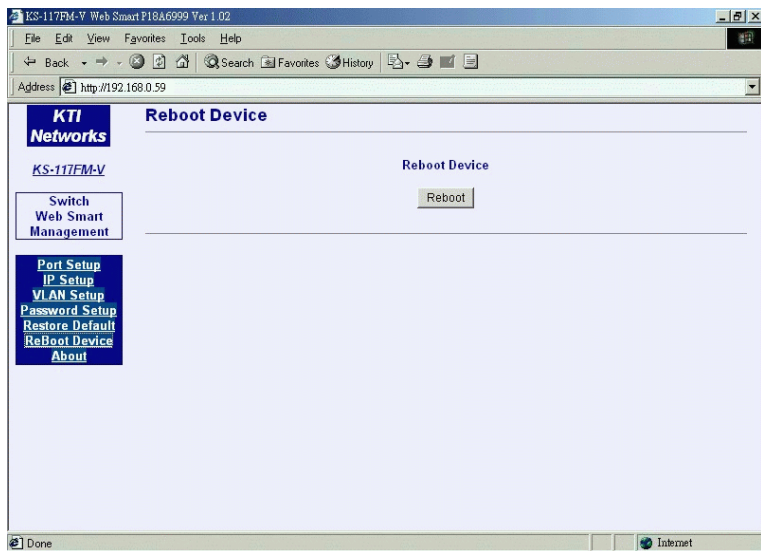 KS-117FM-V Web Smart P18A6999 Ver 1.02
File Edit View Favorites Tools Help
Back Search Favorites History
Address http://192.168.0.59
KTI
Networks
KS-117FM-V
Switch
Web Smart
Management
Port Setup
IP Setup
VLAN Setup
Password Setup
Restore Default
ReBoot Device
About
Reboot Device
Reboot Device
Reboot
Done Internet